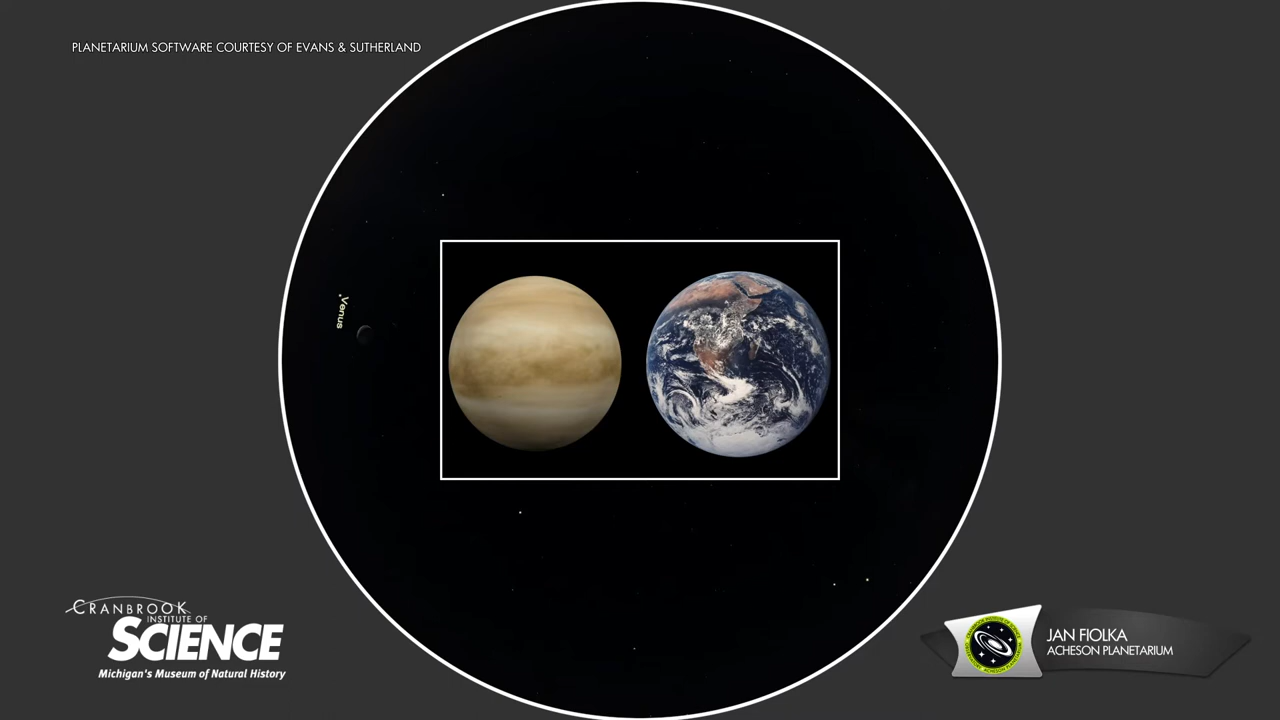 PLANETARIUM SOFTWARE COURTESY OF EVANS & SUTHERLAND
Venus
CRANBROOK
INSTITUTE OF
SCIENCE
Michigan's Museum of Natural History
JAN FIOLKA
ACHESON PLANETARIUM